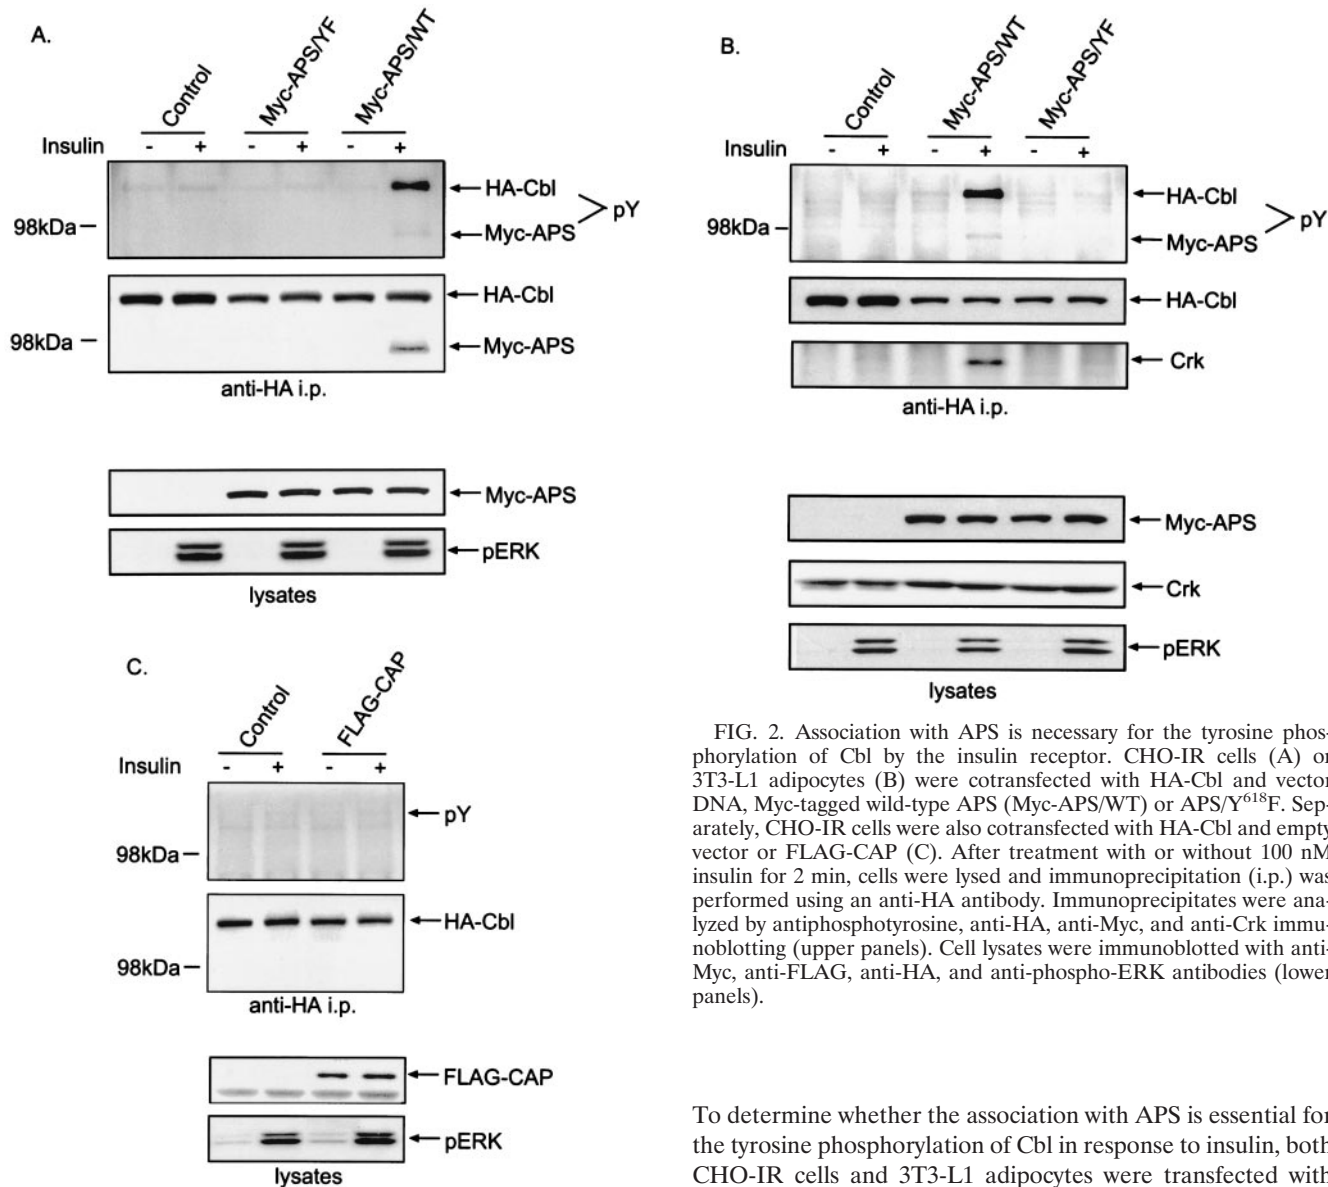 A.
Control
Myc-APS/YF
Myc-APS/WT
Insulin - + - + - +
HA-Cbl
pY
98kDa
Myc-APS
HA-Cbl
98kDa
Myc-APS
anti-HA i.p.
Myc-APS
pERK
lysates
B.
Control
Myc-APS/WT
Myc-APS/YF
Insulin - + - + - +
HA-Cbl
pY
98kDa
Myc-APS
HA-Cbl
Crk
anti-HA i.p.
Myc-APS
Crk
pERK
lysates
C.
Control
FLAG-CAP
Insulin - + - +
pY
98kDa
HA-Cbl
98kDa
anti-HA i.p.
FLAG-CAP
pERK
lysates
FIG. 2. Association with APS is necessary for the tyrosine phos-
phorylation of Cbl by the insulin receptor. CHO-IR cells (A) or
3T3-L1 adipocytes (B) were cotransfected with HA-Cbl and vector
DNA, Myc-tagged wild-type APS (Myc-APS/WT) or APS/Y⁶¹⁸F. Sep-
arately, CHO-IR cells were also cotransfected with HA-Cbl and empty
vector or FLAG-CAP (C). After treatment with or without 100 nM
insulin for 2 min, cells were lysed and immunoprecipitation (i.p.) was
performed using an anti-HA antibody. Immunoprecipitates were ana-
lyzed by antiphosphotyrosine, anti-HA, anti-Myc, and anti-Crk immu-
noblotting (upper panels). Cell lysates were immunoblotted with anti-
Myc, anti-FLAG, anti-HA, and anti-phospho-ERK antibodies (lower
panels).
To determine whether the association with APS is essential for
the tyrosine phosphorylation of Cbl in response to insulin, both
CHO-IR cells and 3T3-L1 adipocytes were transfected with